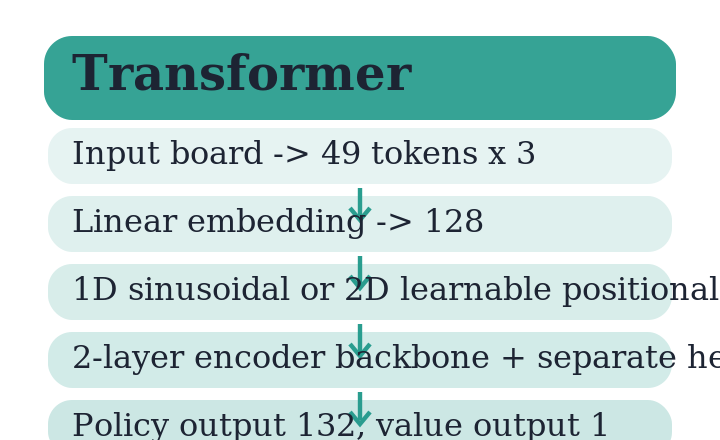 Transformer
Input board -> 49 tokens x 3
Linear embedding -> 128
1D sinusoidal or 2D learnable positional
2-layer encoder backbone + separate he
Policy output 132, value output 1